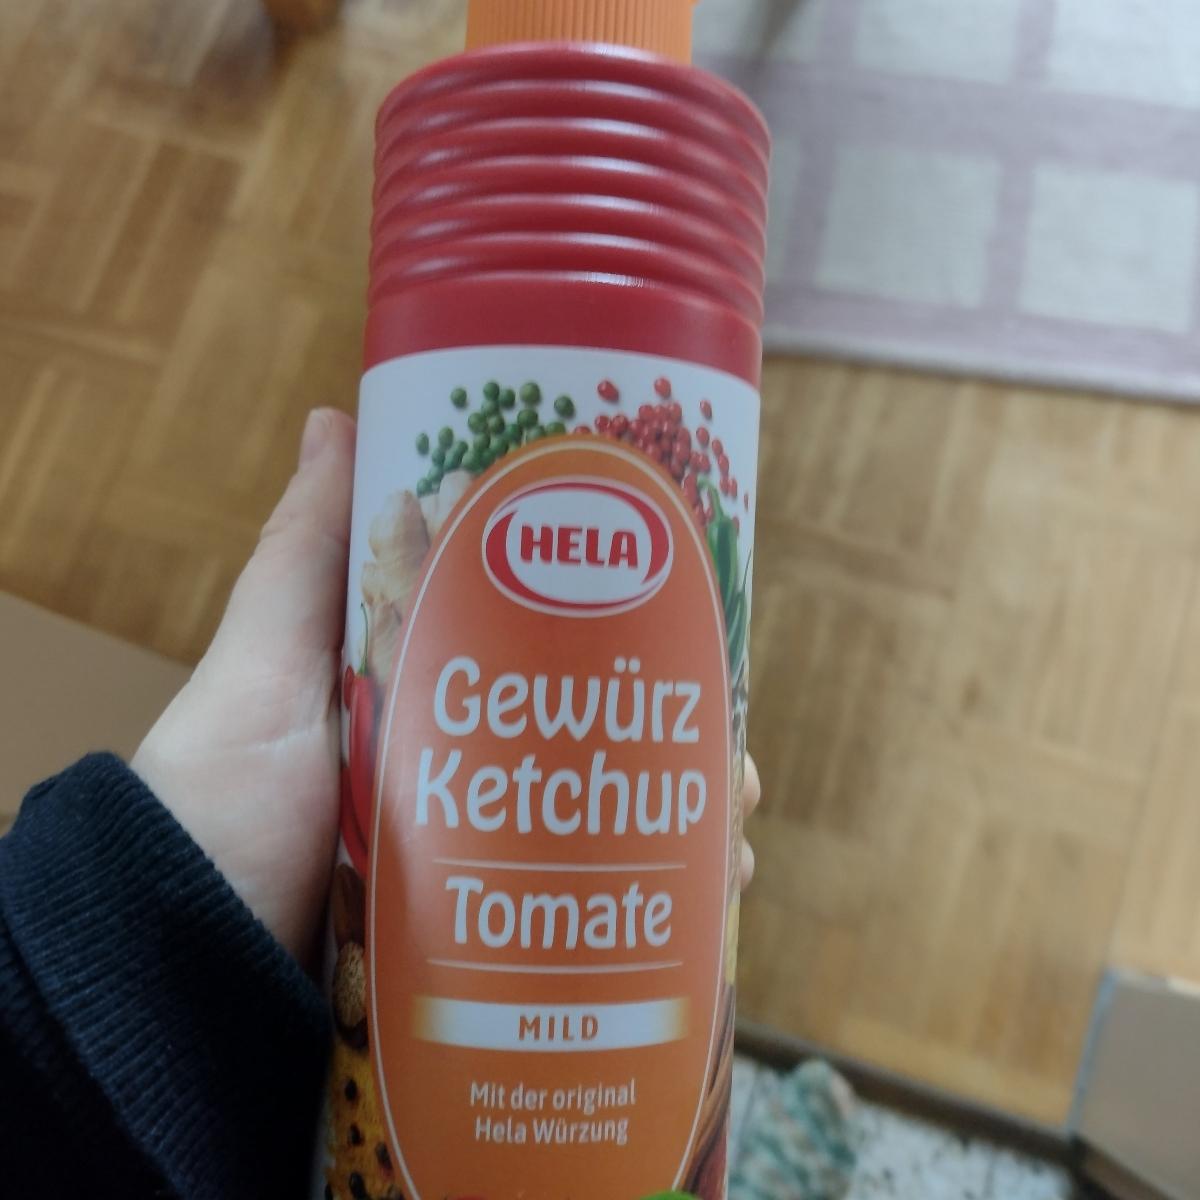 HELA
Gewürz
Ketchup
Tomate
MILD
Mit der original
Hela Würzung